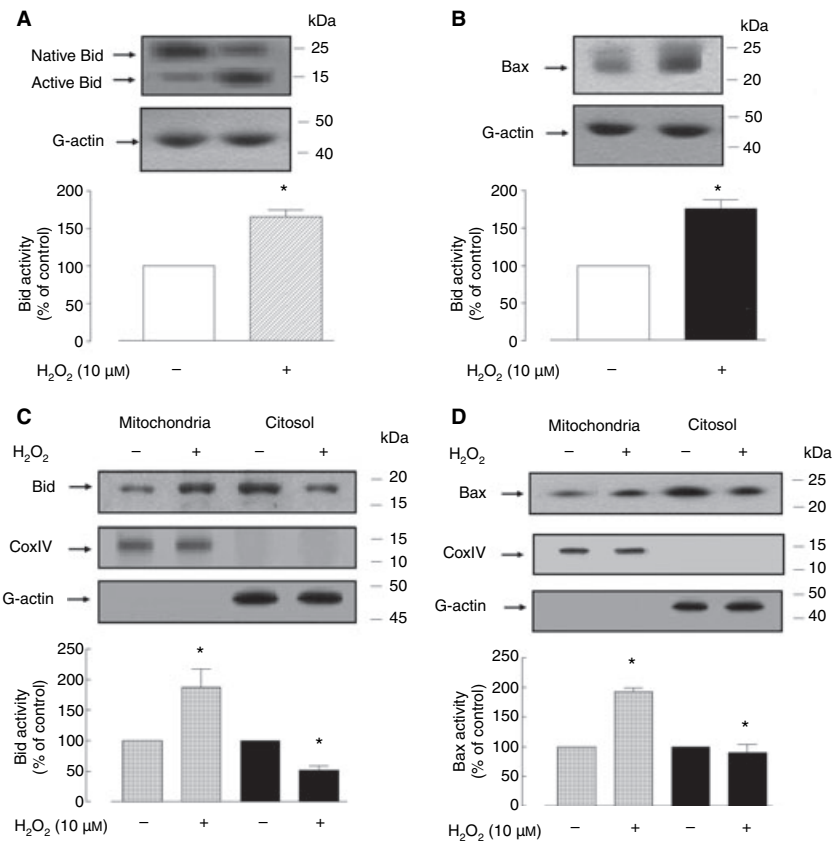 A
kDa
Native Bid
25
Active Bid
15
G-actin
50
40
200
150
100
50
0
Bid activity
(% of control)
*
H2O2 (10 µM) – +
B
kDa
Bax
25
20
G-actin
50
40
200
150
100
50
0
Bid activity
(% of control)
*
H2O2 (10 µM) – +
C
Mitochondria Citosol
kDa
H2O2 – + – +
Bid
20
15
CoxIV
15
10
G-actin
50
45
250
200
150
100
50
0
Bid activity
(% of control)
*
*
H2O2 (10 µM) – + – +
D
Mitochondria Citosol
H2O2 – + – + kDa
Bax
25
20
CoxIV
15
10
G-actin
50
40
250
200
150
100
50
0
Bax activity
(% of control)
*
*
H2O2 (10 µM) – + – +